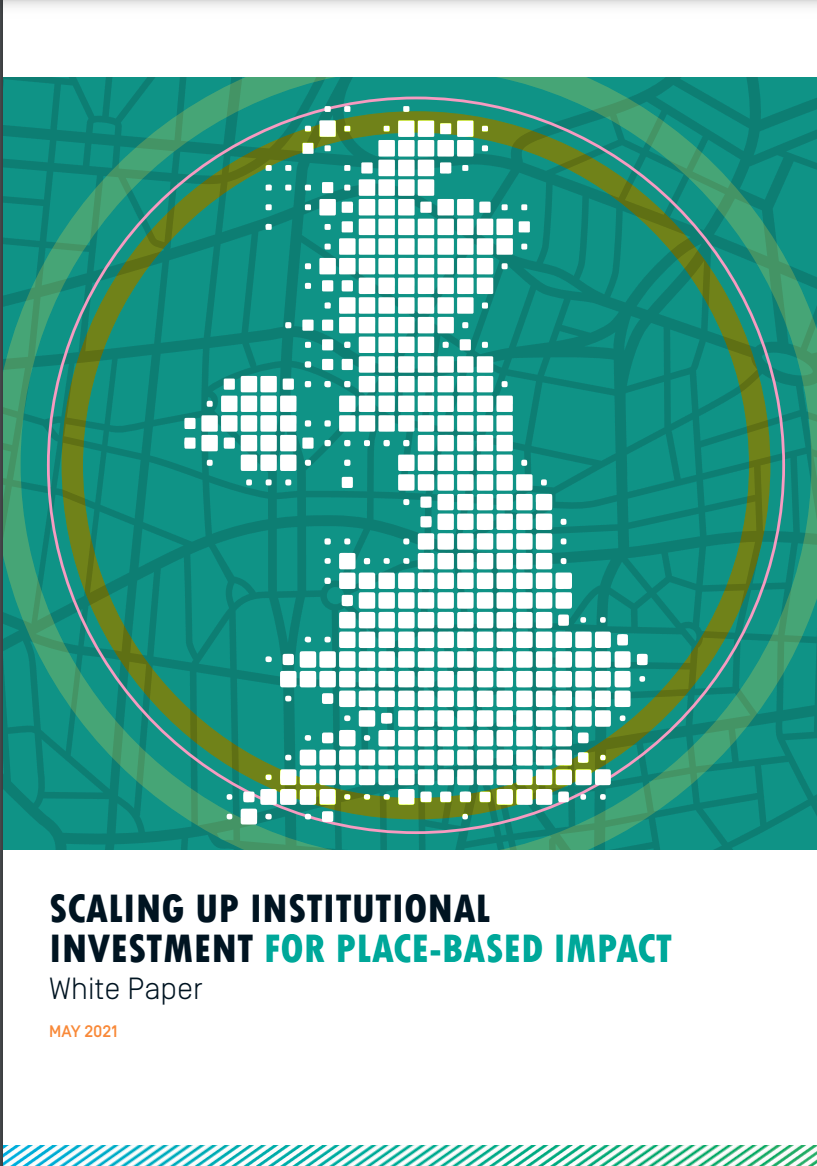 SCALING UP INSTITUTIONAL
INVESTMENT FOR PLACE-BASED IMPACT
White Paper
MAY 2021